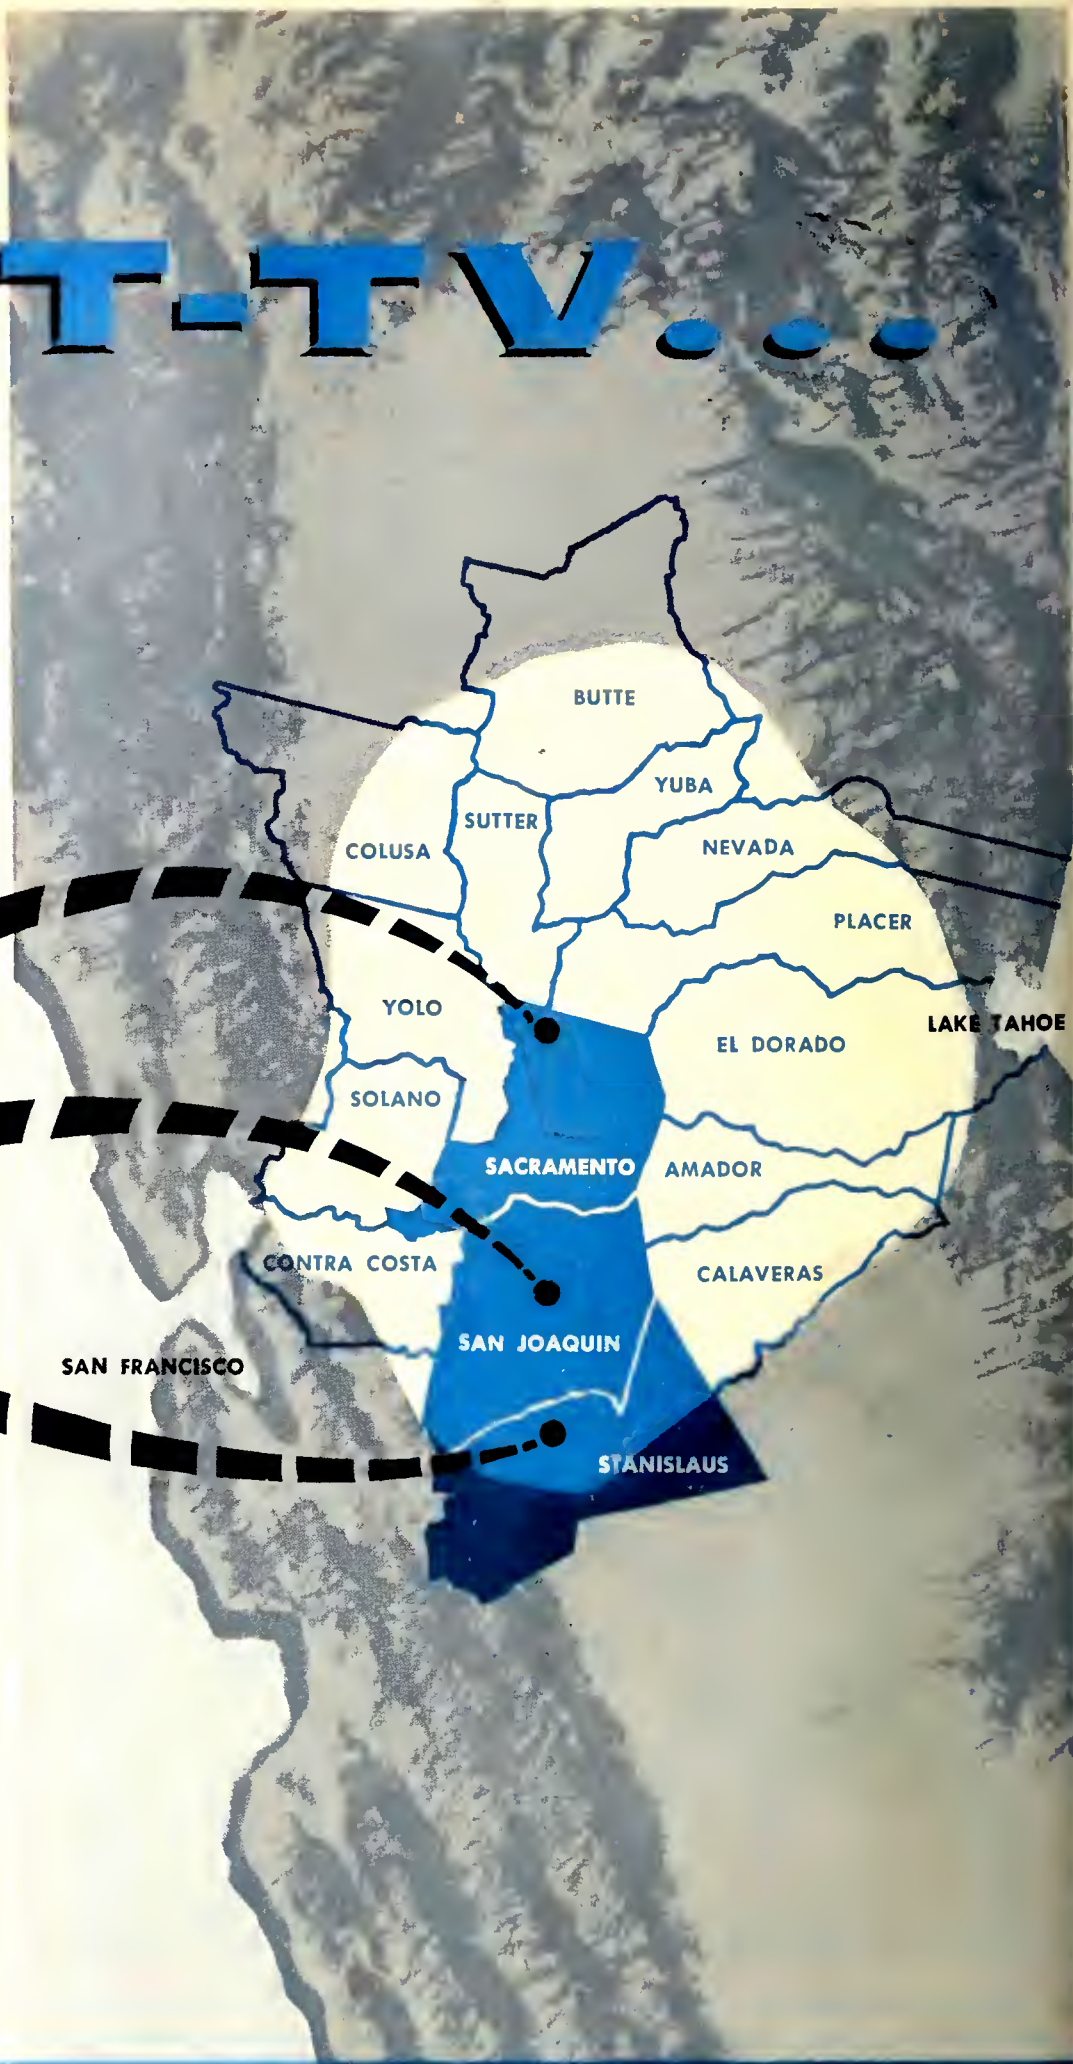 T-TV...
BUTTE
YUBA
SUTTER
COLUSA
NEVADA
PLACER
YOLO
LAKE TAHOE
EL DORADO
SOLANO
SACRAMENTO
AMADOR
CONTRA COSTA
CALAVERAS
SAN JOAQUIN
SAN FRANCISCO
STANISLAUS